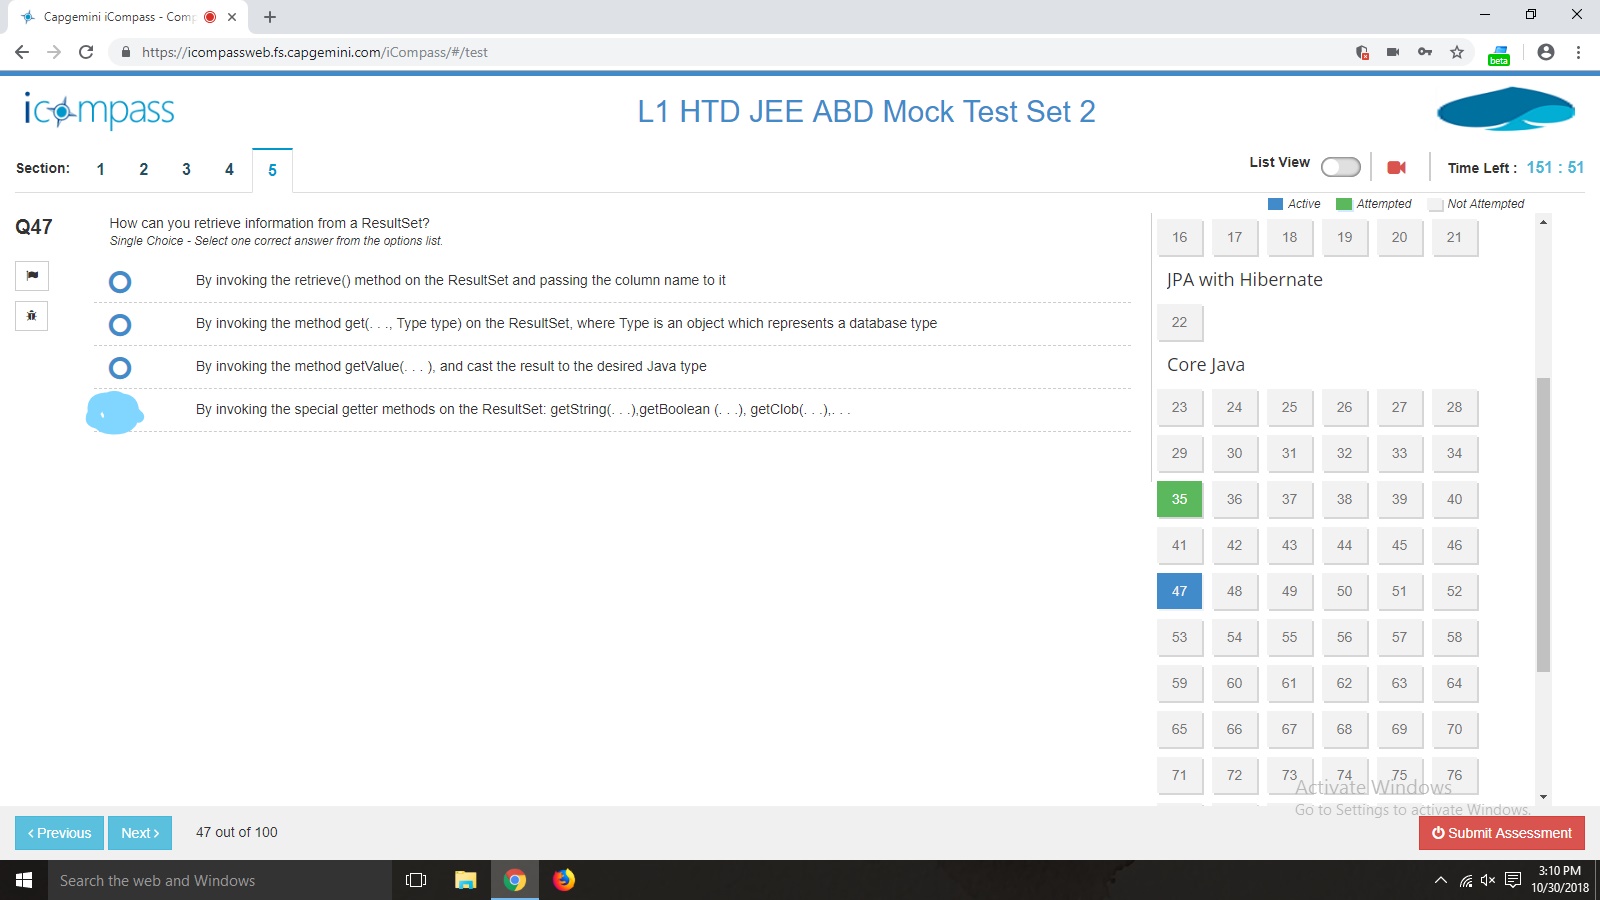 Capgemini iCompass - Comp
https://icompassweb.fs.capgemini.com/iCompass/#/test
beta
icompass
L1 HTD JEE ABD Mock Test Set 2
Section: 1 2 3 4 5
List View
Time Left : 151 : 51
Active Attempted Not Attempted
Q47
How can you retrieve information from a ResultSet?
Single Choice - Select one correct answer from the options list.
By invoking the retrieve() method on the ResultSet and passing the column name to it
By invoking the method get(. . ., Type type) on the ResultSet, where Type is an object which represents a database type
By invoking the method getValue(. . . ), and cast the result to the desired Java type
By invoking the special getter methods on the ResultSet: getString(. . .),getBoolean (. . .), getClob(. . .),. . .
16 17 18 19 20 21
JPA with Hibernate
22
Core Java
23 24 25 26 27 28
29 30 31 32 33 34
35 36 37 38 39 40
41 42 43 44 45 46
47 48 49 50 51 52
53 54 55 56 57 58
59 60 61 62 63 64
65 66 67 68 69 70
71 72 73 74 75 76
Activate Windows
Go to Settings to activate Windows.
‹ Previous Next ›
47 out of 100
Submit Assessment
Search the web and Windows
3:10 PM
10/30/2018